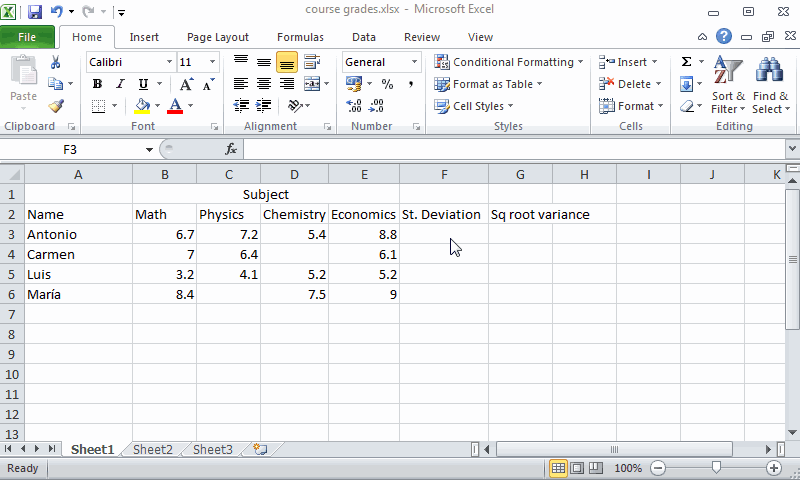 course grades.xlsx - Microsoft Excel
File Home Insert Page Layout Formulas Data Review View
Paste
Clipboard
Calibri 11
B I U A A
A
Font
Alignment
General
$ % ,
.0 .00 .00 .0
Number
Conditional Formatting
Format as Table
Cell Styles
Styles
Insert
Delete
Format
Cells
Σ
Sort & Filter
Find & Select
Editing
F3 fx
A B C D E F G H I J K
1 Subject
2 Name Math Physics Chemistry Economics St. Deviation Sq root variance
3 Antonio 6.7 7.2 5.4 8.8
4 Carmen 7 6.4 6.1
5 Luis 3.2 4.1 5.2 5.2
6 María 8.4 7.5 9
7
8
9
10
11
12
13
Sheet1 Sheet2 Sheet3
Ready 100%